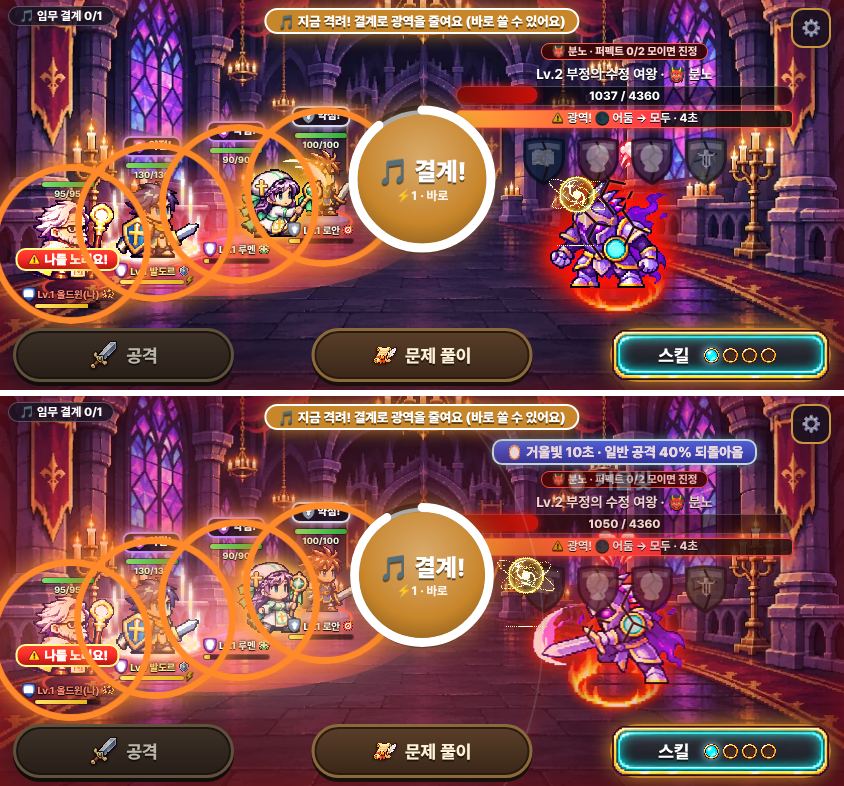 임무 결계 0/1
지금 격려! 결계로 광역을 줄여요 (바로 쓸 수 있어요)
분노 · 퍼펙트 0/2 모이면 진정
Lv.2 부정의 수정 여왕 · 분노
1037 / 4360
광역! 어둠 → 모두 · 4초
약점!
100/100
90/90
95/95
결계!
1 · 바로
나를 노려요!
Lv.1 올드윈(나)
Lv.1 발도르
Lv.1 루멘
Lv.1 로안
공격
문제 풀이
스킬
임무 결계 0/1
지금 격려! 결계로 광역을 줄여요 (바로 쓸 수 있어요)
거울빛 10초 · 일반 공격 40% 되돌아옴
분노 · 퍼펙트 0/2 모이면 진정
Lv.2 부정의 수정 여왕 · 분노
1050 / 4360
광역! 어둠 → 모두 · 4초
약점!
100/100
90/90
95/95
결계!
1 · 바로
나를 노려요!
Lv.1 올드윈(나)
Lv.1 발도르
Lv.1 루멘
Lv.1 로안
공격
문제 풀이
스킬